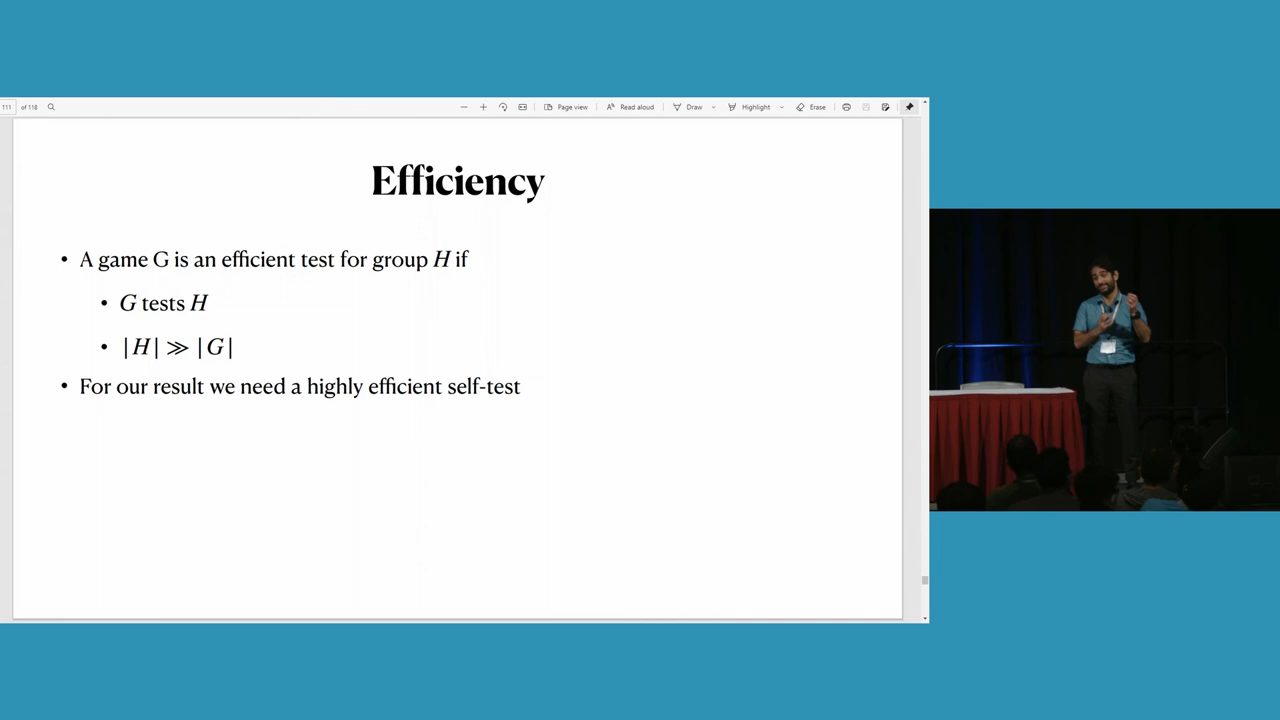 111 of 118 Page view Read aloud Draw Highlight Erase
Efficiency
• A game G is an efficient test for group H if
• G tests H
• |H| ≫ |G|
• For our result we need a highly efficient self-test